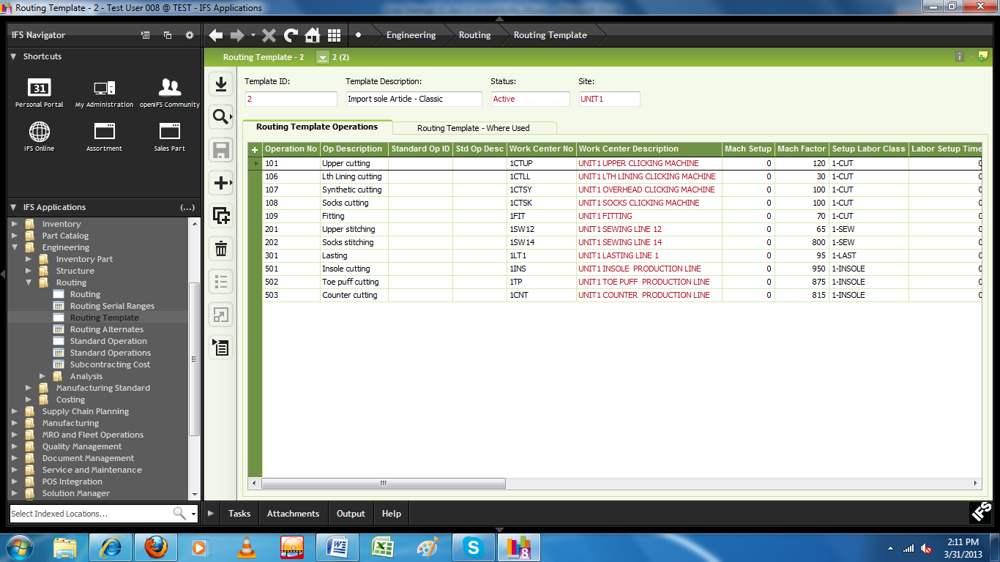 Routing Template - 2 - Test User 008 @ TEST - IFS Applications
IFS Navigator
Engineering Routing Routing Template
Shortcuts
Routing Template - 2 2 (2)
31
Personal Portal My Administration openIFS Community
IFS Online Assortment Sales Part
Template ID: Template Description: Status: Site:
2 Import sole Article - Classic Active UNIT1
Routing Template Operations Routing Template - Where Used
Operation No Op Description Standard Op ID Std Op Desc Work Center No Work Center Description Mach Setup Mach Factor Setup Labor Class Labor Setup Time
101 Upper cutting 1CTUP UNIT1 UPPER CLICKING MACHINE 0 120 1-CUT 0
106 Lth Lining cutting 1CTLL UNIT1 LTH LINING CLICKING MACHINE 0 30 1-CUT 0
107 Synthetic cutting 1CTSY UNIT1 OVERHEAD CLICKING MACHINE 0 100 1-CUT 0
108 Socks cutting 1CTSK UNIT1 SOCKS CLICKING MACHINE 0 100 1-CUT 0
109 Fitting 1FIT UNIT1 FITTING 0 70 1-CUT 0
201 Upper stitching 1SW12 UNIT1 SEWING LINE 12 0 65 1-SEW 0
202 Socks stitching 1SW14 UNIT1 SEWING LINE 14 0 800 1-SEW 0
301 Lasting 1LT1 UNIT1 LASTING LINE 1 0 95 1-LAST 0
501 Insole cutting 1INS UNIT1 INSOLE PRODUCTION LINE 0 950 1-INSOLE 0
502 Toe puff cutting 1TP UNIT1 TOE PUFF PRODUCTION LINE 0 875 1-INSOLE 0
503 Counter cutting 1CNT UNIT1 COUNTER PRODUCTION LINE 0 815 1-INSOLE 0
IFS Applications (...)
Inventory
Part Catalog
Engineering
Inventory Part
Structure
Routing
Routing
Routing Serial Ranges
Routing Template
Routing Alternates
Standard Operation
Standard Operations
Subcontracting Cost
Analysis
Manufacturing Standard
Costing
Supply Chain Planning
Manufacturing
MRO and Fleet Operations
Quality Management
Document Management
Service and Maintenance
POS Integration
Solution Manager
Select Indexed Locations...
Tasks Attachments Output Help
IFS
8
2:11 PM
3/31/2013